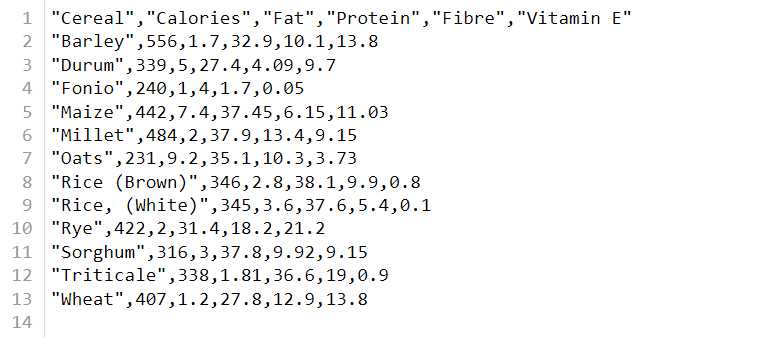 1 "Cereal","Calories","Fat","Protein","Fibre","Vitamin E"
2 "Barley",556,1.7,32.9,10.1,13.8
3 "Durum",339,5,27.4,4.09,9.7
4 "Fonio",240,1,4,1.7,0.05
5 "Maize",442,7.4,37.45,6.15,11.03
6 "Millet",484,2,37.9,13.4,9.15
7 "Oats",231,9.2,35.1,10.3,3.73
8 "Rice (Brown)",346,2.8,38.1,9.9,0.8
9 "Rice, (White)",345,3.6,37.6,5.4,0.1
10 "Rye",422,2,31.4,18.2,21.2
11 "Sorghum",316,3,37.8,9.92,9.15
12 "Triticale",338,1.81,36.6,19,0.9
13 "Wheat",407,1.2,27.8,12.9,13.8
14